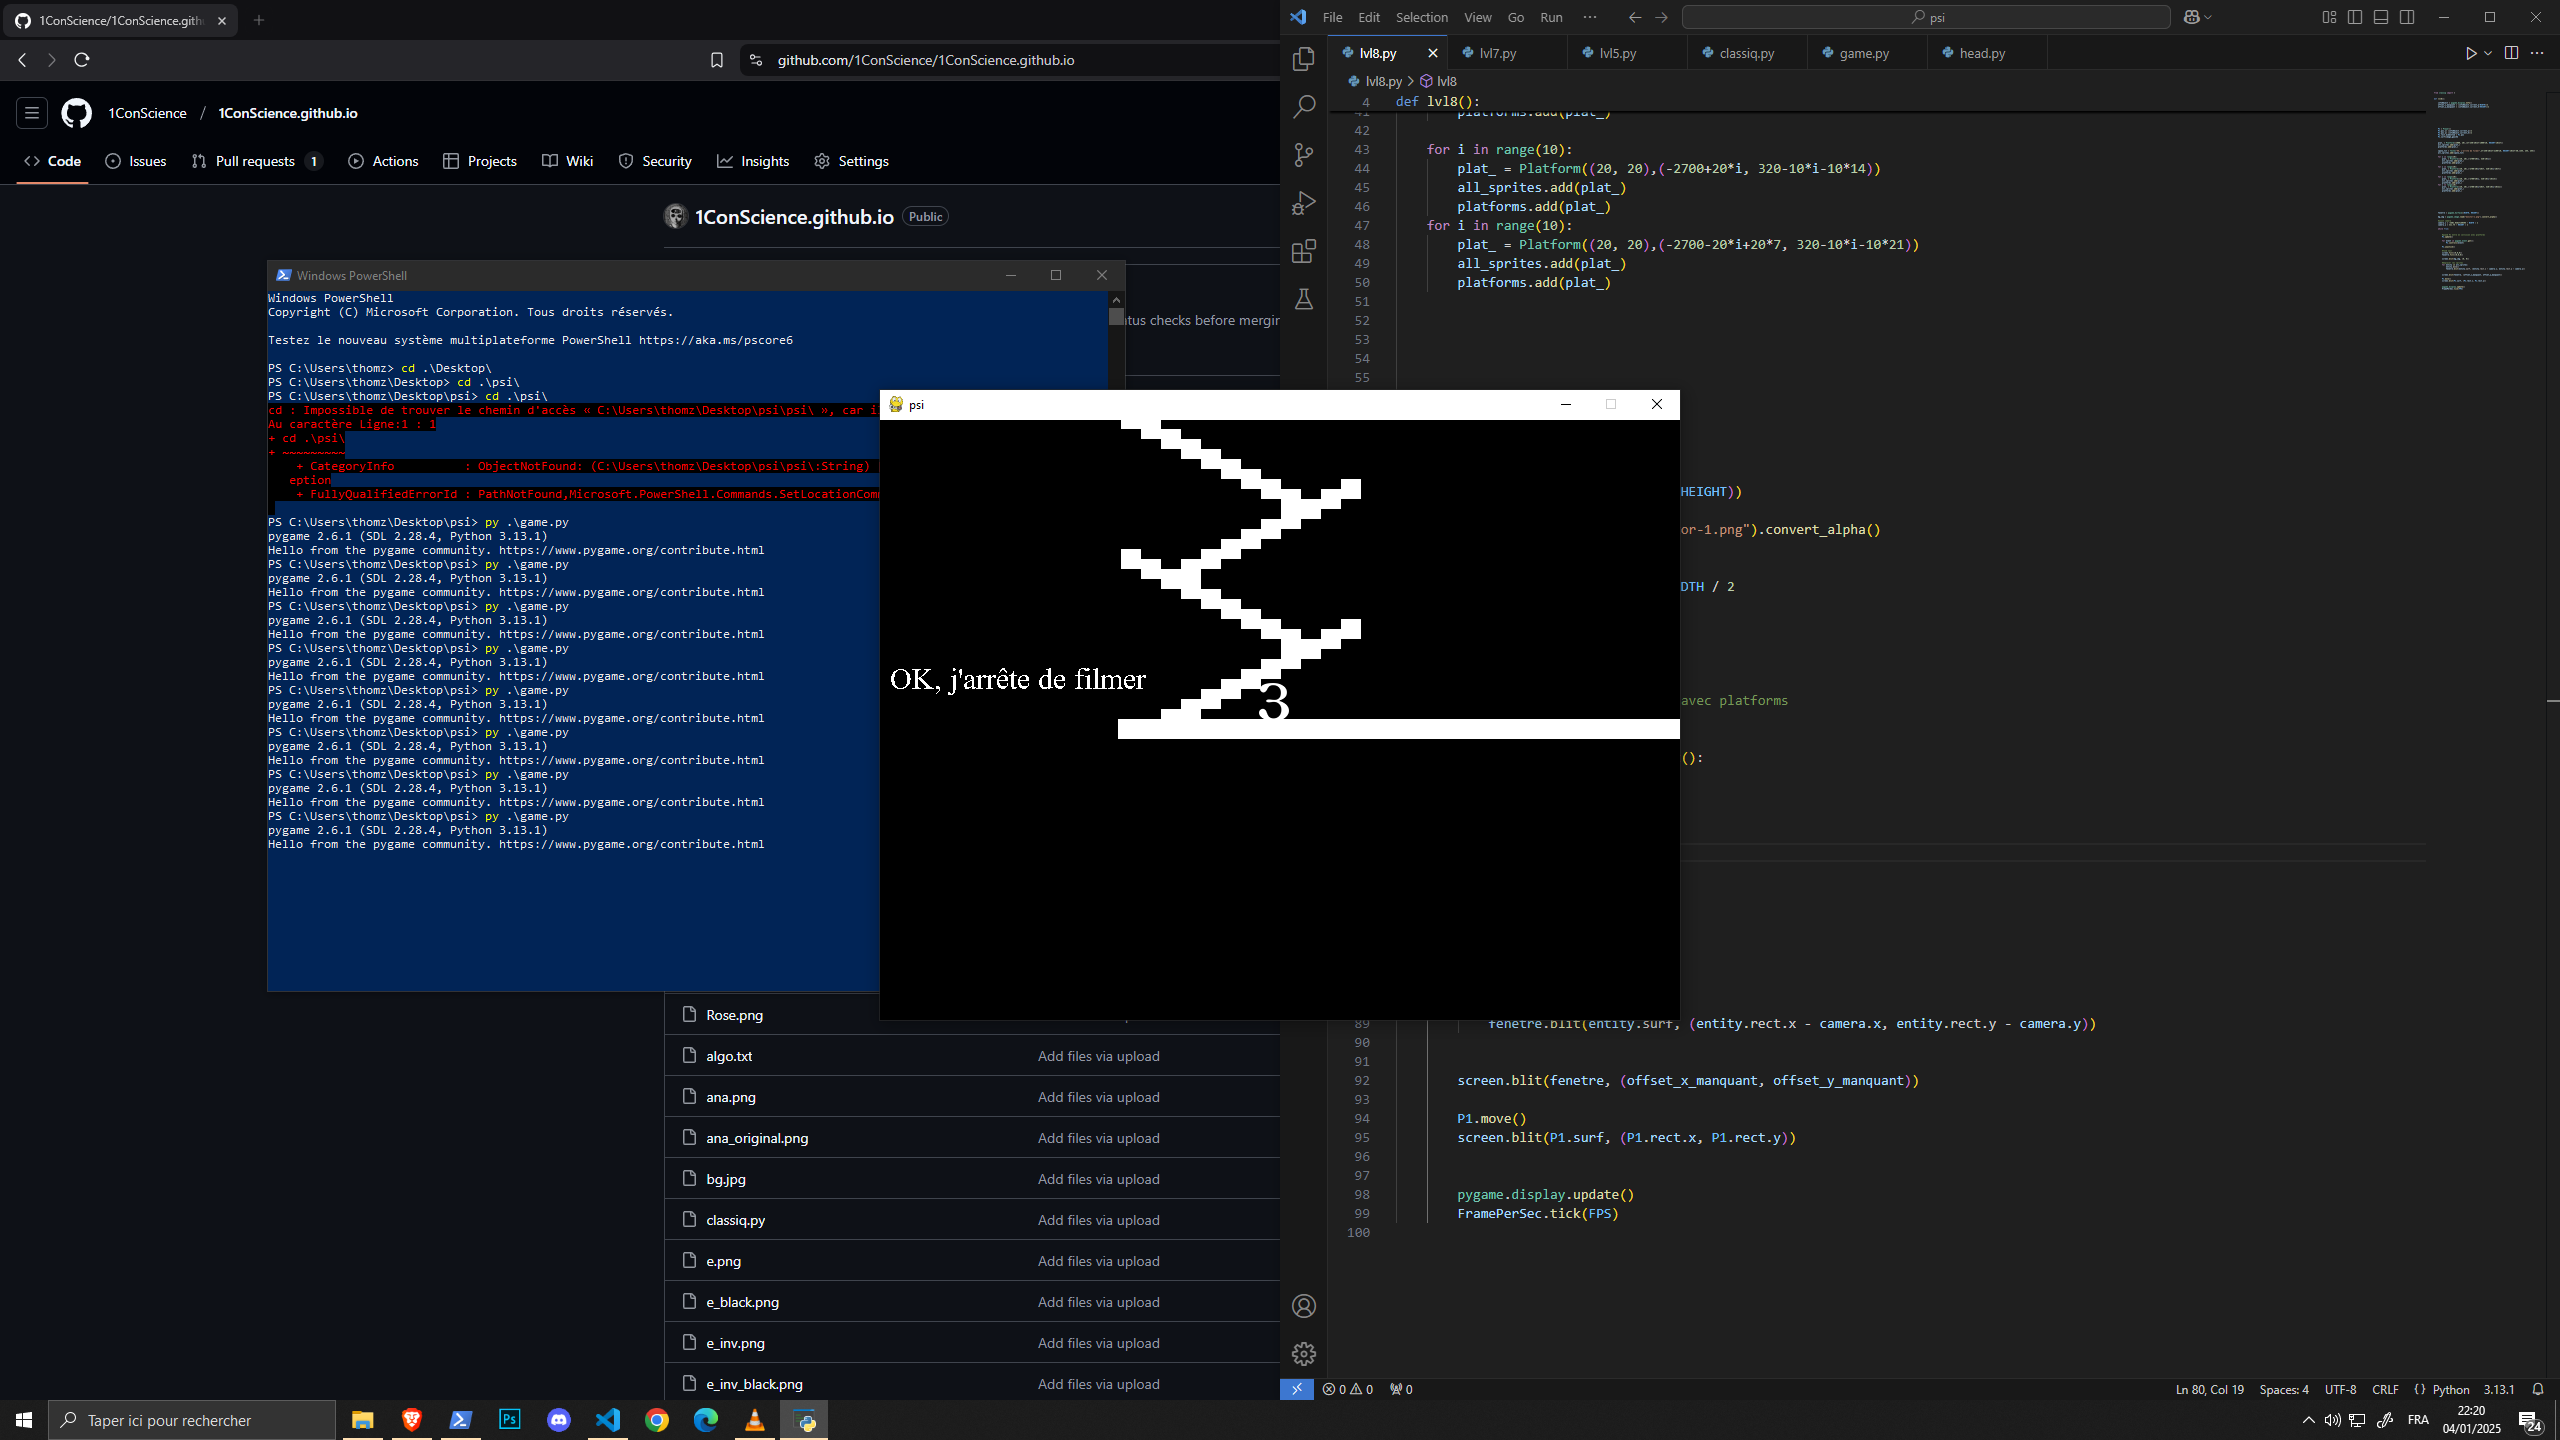 1ConScience/1ConScience.gith
github.com/1ConScience/1ConScience.github.io
1ConScience / 1ConScience.github.io
Code Issues Pull requests 1 Actions Projects Wiki Security Insights Settings
1ConScience.github.io Public
tus checks before mergin
Windows PowerShell
Windows PowerShell
Copyright (C) Microsoft Corporation. Tous droits réservés.
Testez le nouveau système multiplateforme PowerShell https://aka.ms/pscore6
PS C:\Users\thomz> cd .\Desktop\
PS C:\Users\thomz\Desktop> cd .\psi\
PS C:\Users\thomz\Desktop\psi> cd .\psi\
cd : Impossible de trouver le chemin d'accès « C:\Users\thomz\Desktop\psi\psi\ », car i
Au caractère Ligne:1 : 1
+ cd .\psi\
+ ~~~~~~~~~
+ CategoryInfo          : ObjectNotFound: (C:\Users\thomz\Desktop\psi\psi\:String)
eption
+ FullyQualifiedErrorId : PathNotFound,Microsoft.PowerShell.Commands.SetLocationCom
PS C:\Users\thomz\Desktop\psi> py .\game.py
pygame 2.6.1 (SDL 2.28.4, Python 3.13.1)
Hello from the pygame community. https://www.pygame.org/contribute.html
PS C:\Users\thomz\Desktop\psi> py .\game.py
pygame 2.6.1 (SDL 2.28.4, Python 3.13.1)
Hello from the pygame community. https://www.pygame.org/contribute.html
PS C:\Users\thomz\Desktop\psi> py .\game.py
pygame 2.6.1 (SDL 2.28.4, Python 3.13.1)
Hello from the pygame community. https://www.pygame.org/contribute.html
PS C:\Users\thomz\Desktop\psi> py .\game.py
pygame 2.6.1 (SDL 2.28.4, Python 3.13.1)
Hello from the pygame community. https://www.pygame.org/contribute.html
PS C:\Users\thomz\Desktop\psi> py .\game.py
pygame 2.6.1 (SDL 2.28.4, Python 3.13.1)
Hello from the pygame community. https://www.pygame.org/contribute.html
PS C:\Users\thomz\Desktop\psi> py .\game.py
pygame 2.6.1 (SDL 2.28.4, Python 3.13.1)
Hello from the pygame community. https://www.pygame.org/contribute.html
PS C:\Users\thomz\Desktop\psi> py .\game.py
pygame 2.6.1 (SDL 2.28.4, Python 3.13.1)
Hello from the pygame community. https://www.pygame.org/contribute.html
PS C:\Users\thomz\Desktop\psi> py .\game.py
pygame 2.6.1 (SDL 2.28.4, Python 3.13.1)
Hello from the pygame community. https://www.pygame.org/contribute.html
Rose.png
algo.txt Add files via upload
ana.png Add files via upload
ana_original.png Add files via upload
bg.jpg Add files via upload
classiq.py Add files via upload
e.png Add files via upload
e_black.png Add files via upload
e_inv.png Add files via upload
e_inv_black.png Add files via upload
psi
OK, j'arrête de filmer
3
File Edit Selection View Go Run ··· psi
lvl8.py lvl7.py lvl5.py classiq.py game.py head.py
lvl8.py > lvl8
4 def lvl8():
41 platforms.add(plat_)
42
43 for i in range(10):
44 plat_ = Platform((20, 20),(-2700+20*i, 320-10*i-10*14))
45 all_sprites.add(plat_)
46 platforms.add(plat_)
47 for i in range(10):
48 plat_ = Platform((20, 20),(-2700-20*i+20*7, 320-10*i-10*21))
49 all_sprites.add(plat_)
50 platforms.add(plat_)
51
52
53
54
55
HEIGHT))
or-1.png").convert_alpha()
DTH / 2
avec platforms
():
89 fenetre.blit(entity.surf, (entity.rect.x - camera.x, entity.rect.y - camera.y))
90
91
92 screen.blit(fenetre, (offset_x_manquant, offset_y_manquant))
93
94 P1.move()
95 screen.blit(P1.surf, (P1.rect.x, P1.rect.y))
96
97
98 pygame.display.update()
99 FramePerSec.tick(FPS)
100
0 0 0 Ln 80, Col 19 Spaces: 4 UTF-8 CRLF {} Python 3.13.1
Taper ici pour rechercher
Ps
FRA
22:20
04/01/2025
24